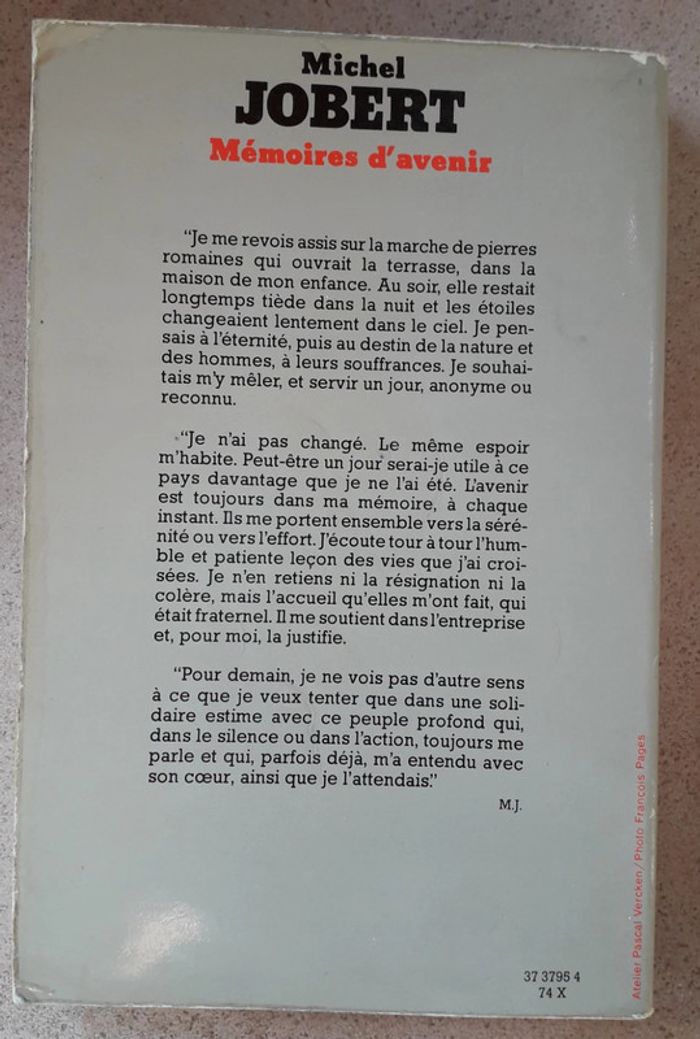 Michel
JOBERT
Mémoires d'avenir
"Je me revois assis sur la marche de pierres
romaines qui ouvrait la terrasse, dans la
maison de mon enfance. Au soir, elle restait
longtemps tiède dans la nuit et les étoiles
changeaient lentement dans le ciel. Je pen-
sais à l'éternité, puis au destin de la nature et
des hommes, à leurs souffrances. Je souhai-
tais m'y mêler, et servir un jour, anonyme ou
reconnu.
"Je n'ai pas changé. Le même espoir
m'habite. Peut-être un jour serai-je utile à ce
pays davantage que je ne l'ai été. L'avenir
est toujours dans ma mémoire, à chaque
instant. Ils me portent ensemble vers la séré-
nité ou vers l'effort. J'écoute tour à tour l'hum-
ble et patiente leçon des vies que j'ai croi-
sées. Je n'en retiens ni la résignation ni la
colère, mais l'accueil qu'elles m'ont fait, qui
était fraternel. Il me soutient dans l'entreprise
et, pour moi, la justifie.
"Pour demain, je ne vois pas d'autre sens
à ce que je veux tenter que dans une soli-
daire estime avec ce peuple profond qui,
dans le silence ou dans l'action, toujours me
parle et qui, parfois déjà, m'a entendu avec
son cœur, ainsi que je l'attendais."
M.J.
37 3795 4
74 X
Atelier Pascal Vercken/Photo François Pages